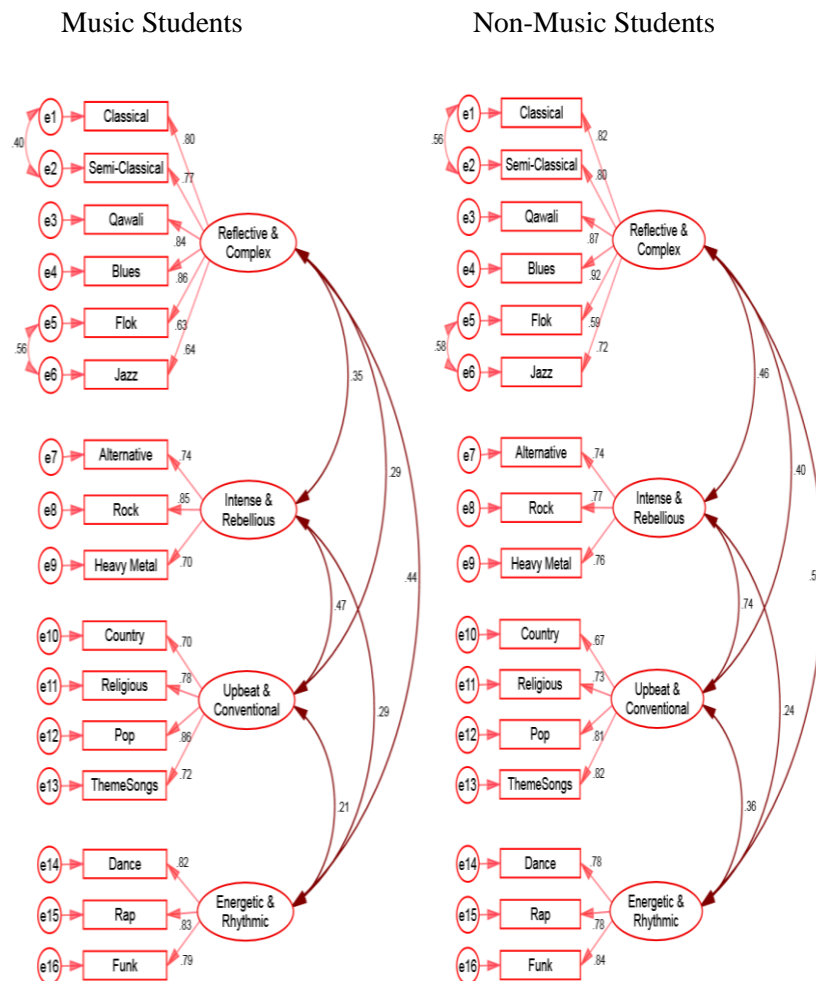 Music Students
e1
Classical
.40
.80
e2
Semi-Classical
.77
e3
Qawali
.84
Reflective &
Complex
e4
Blues
.86
e5
Flok
.63
.56
e6
Jazz
.64
.35
.29
.44
e7
Alternative
.74
e8
Rock
.85
Intense &
Rebellious
e9
Heavy Metal
.70
.47
e10
Country
.70
e11
Religious
.78
Upbeat &
Conventional
e12
Pop
.86
e13
ThemeSongs
.72
.29
.21
e14
Dance
.82
e15
Rap
.83
Energetic &
Rhythmic
e16
Funk
.79
Non-Music Students
e1
Classical
.56
.82
e2
Semi-Classical
.80
e3
Qawali
.87
Reflective &
Complex
e4
Blues
.92
e5
Flok
.59
.58
e6
Jazz
.72
.46
.40
e7
Alternative
.74
e8
Rock
.77
Intense &
Rebellious
e9
Heavy Metal
.76
.74
e10
Country
.67
e11
Religious
.73
Upbeat &
Conventional
e12
Pop
.81
e13
ThemeSongs
.82
.24
.36
e14
Dance
.78
e15
Rap
.78
Energetic &
Rhythmic
e16
Funk
.84